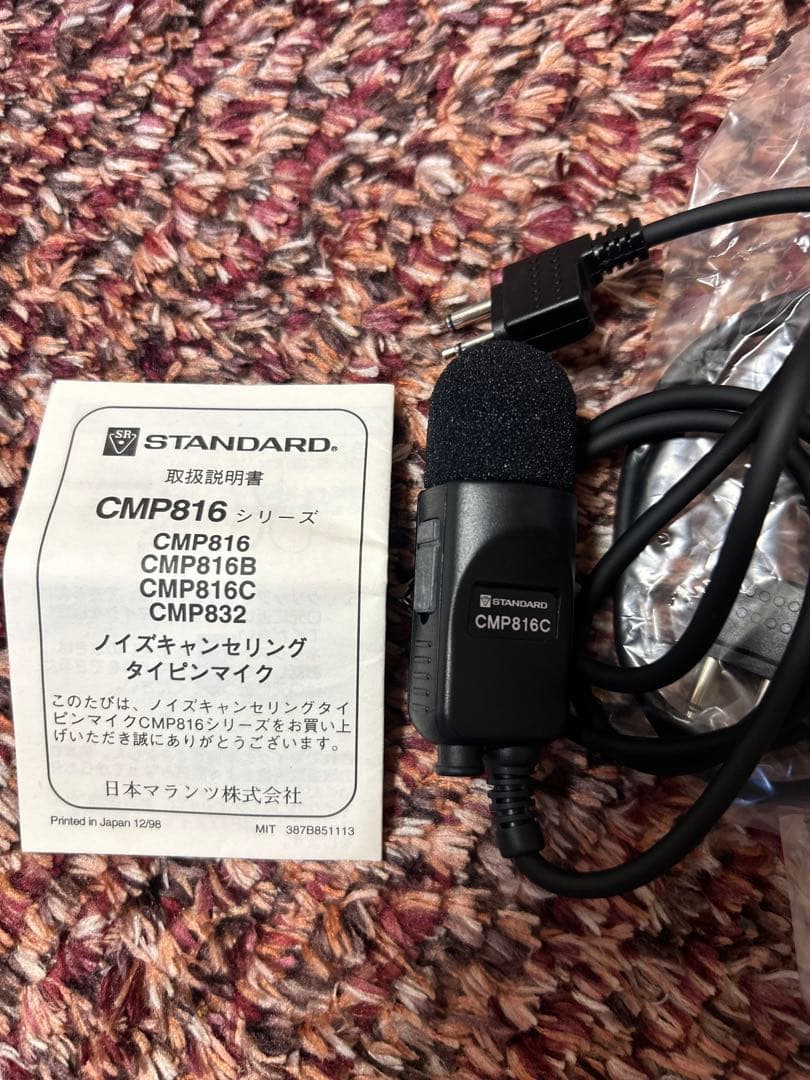 SR STANDARD®
取扱説明書
CMP816 シリーズ
CMP816
CMP816B
CMP816C
CMP832
ノイズキャンセリング
タイピンマイク
このたびは、ノイズキャンセリングタイ
ピンマイクCMP816シリーズをお買い上
げいただき誠にありがとうございます。
日本マランツ株式会社
Printed in Japan 12/98
MIT 387B851113
STANDARD
CMP816C